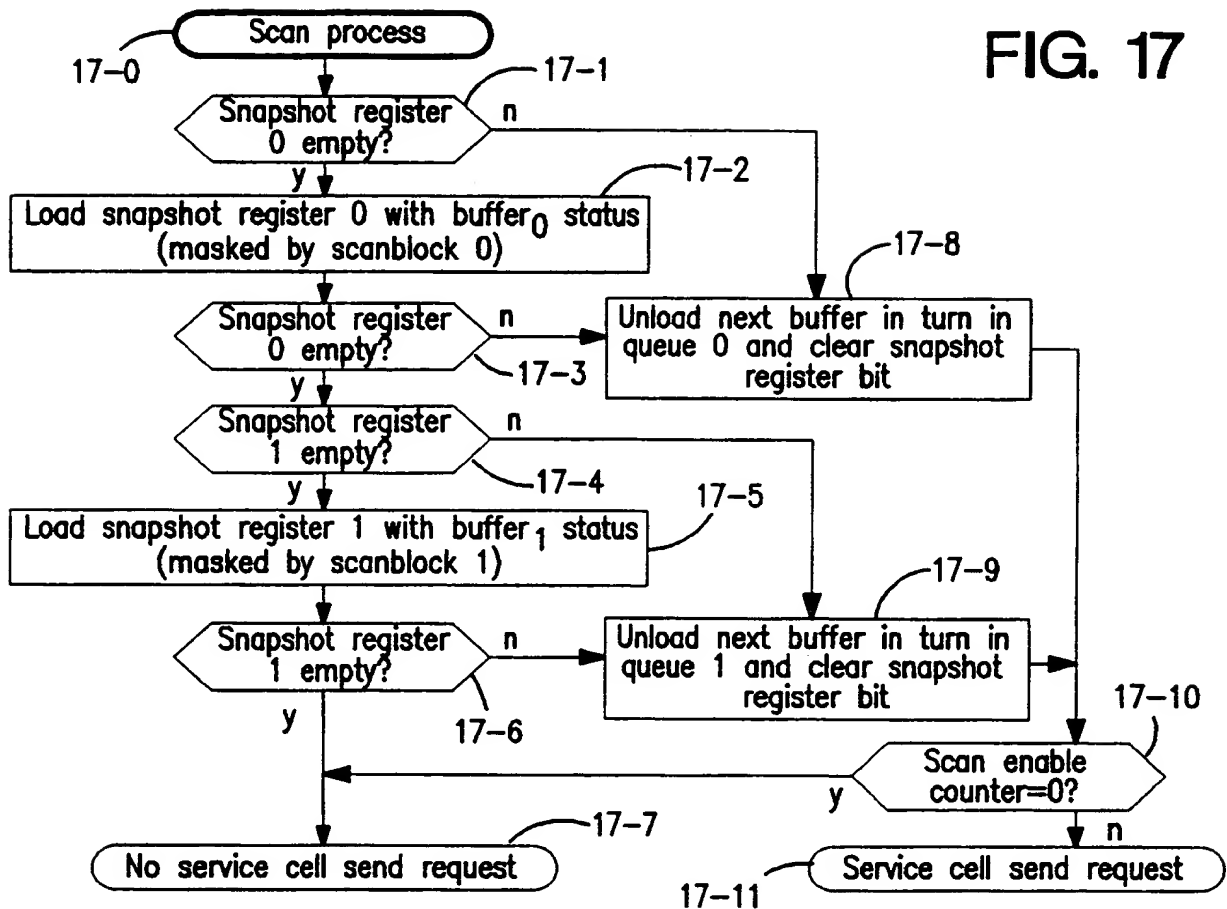 FIG. 17
Scan process
17-0
17-1
Snapshot register
0 empty?
n
y
17-2
Load snapshot register 0 with buffer0 status
(masked by scanblock 0)
17-8
Snapshot register
0 empty?
n
y
17-3
Unload next buffer in turn in
queue 0 and clear snapshot
register bit
Snapshot register
1 empty?
n
y
17-4
17-5
Load snapshot register 1 with buffer1 status
(masked by scanblock 1)
17-9
Snapshot register
1 empty?
n
y
17-6
Unload next buffer in turn in
queue 1 and clear snapshot
register bit
17-10
Scan enable
counter=0?
y
n
17-7
No service cell send request
Service cell send request
17-11